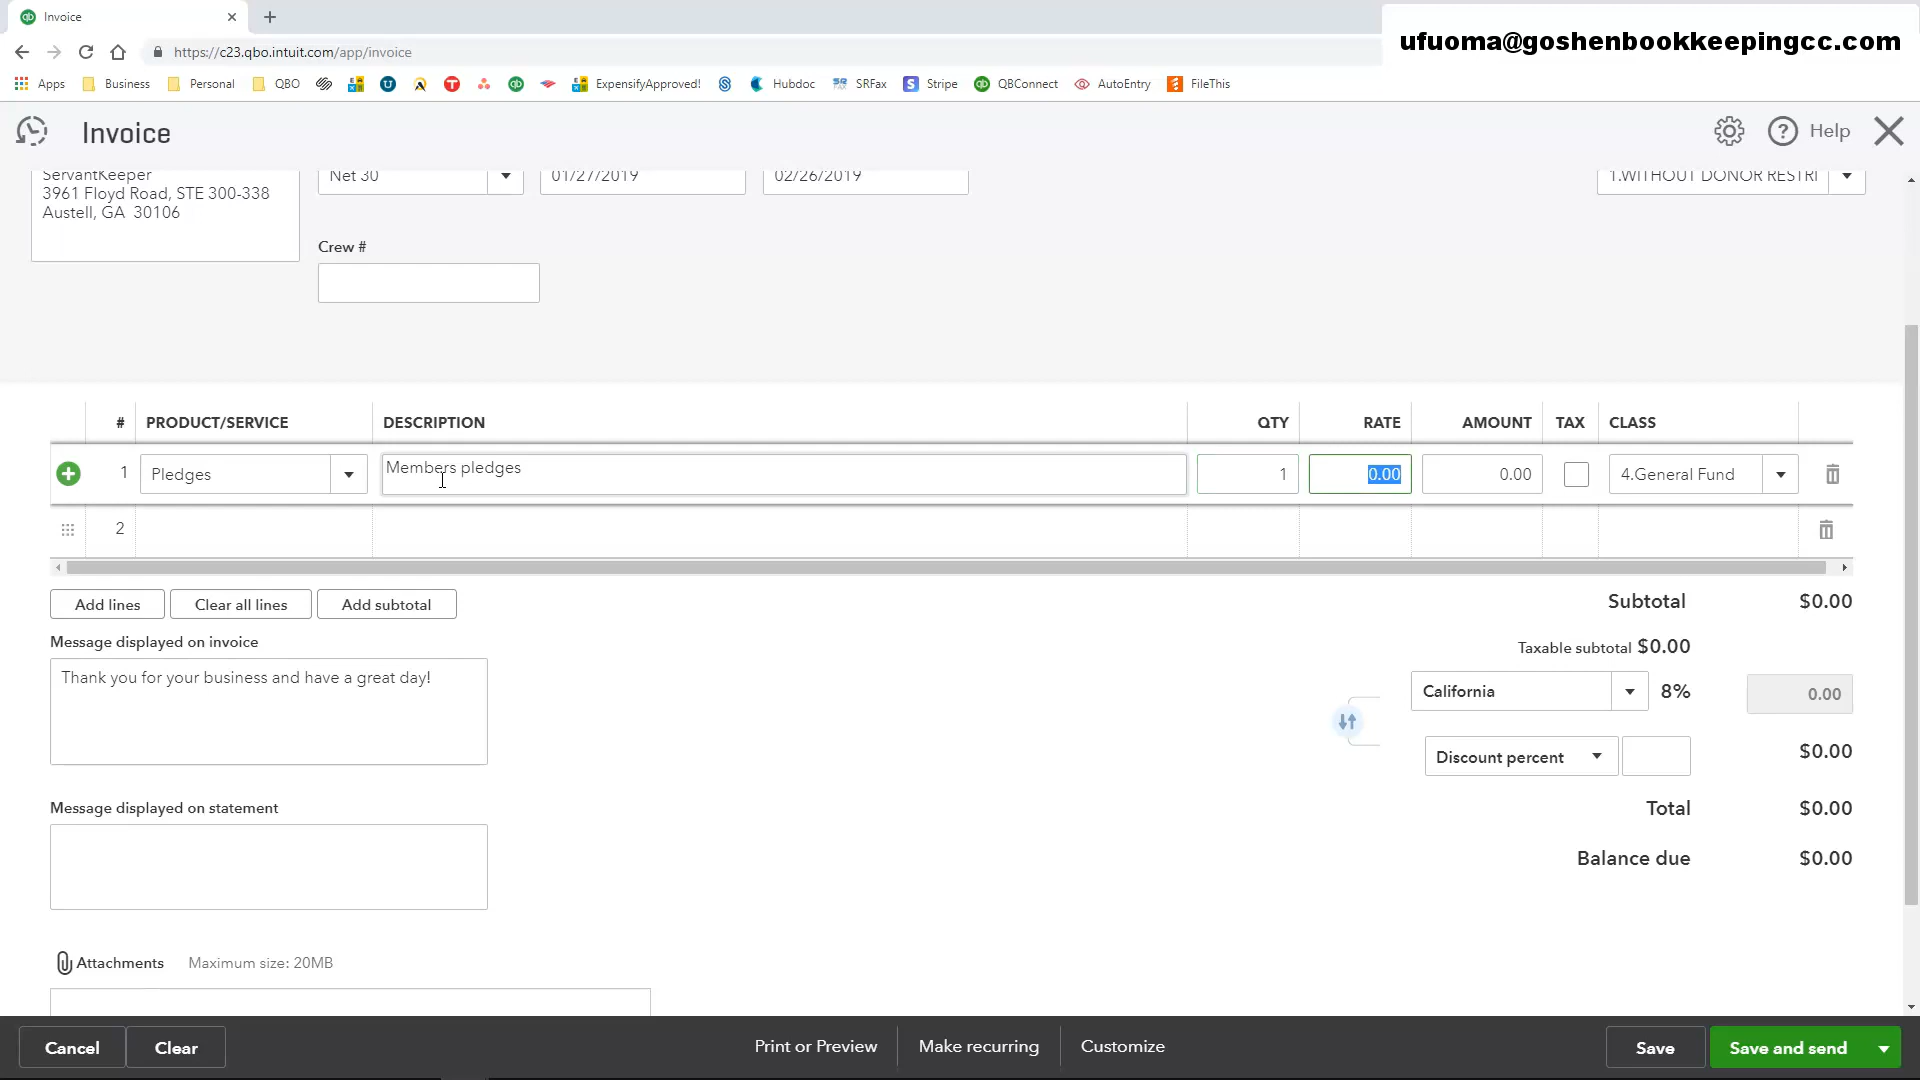 Invoice
ufuoma@goshenbookkeepingcc.com
https://c23.qbo.intuit.com/app/invoice
Apps Business Personal QBO ExpensifyApproved! Hubdoc SRFax Stripe QBConnect AutoEntry FileThis
Invoice
Help
ServantKeeper
3961 Floyd Road, STE 300-338
Austell, GA 30106
Net 30 01/27/2019 02/26/2019 1.WITHOUT DONOR RESTRI
Crew #
# PRODUCT/SERVICE DESCRIPTION QTY RATE AMOUNT TAX CLASS
1 Pledges Members pledges 1 0.00 0.00 4.General Fund
2
Add lines Clear all lines Add subtotal
Subtotal $0.00
Message displayed on invoice
Taxable subtotal $0.00
Thank you for your business and have a great day!
California 8% 0.00
Discount percent $0.00
Message displayed on statement
Total $0.00
Balance due $0.00
Attachments Maximum size: 20MB
Cancel Clear Print or Preview Make recurring Customize Save Save and send